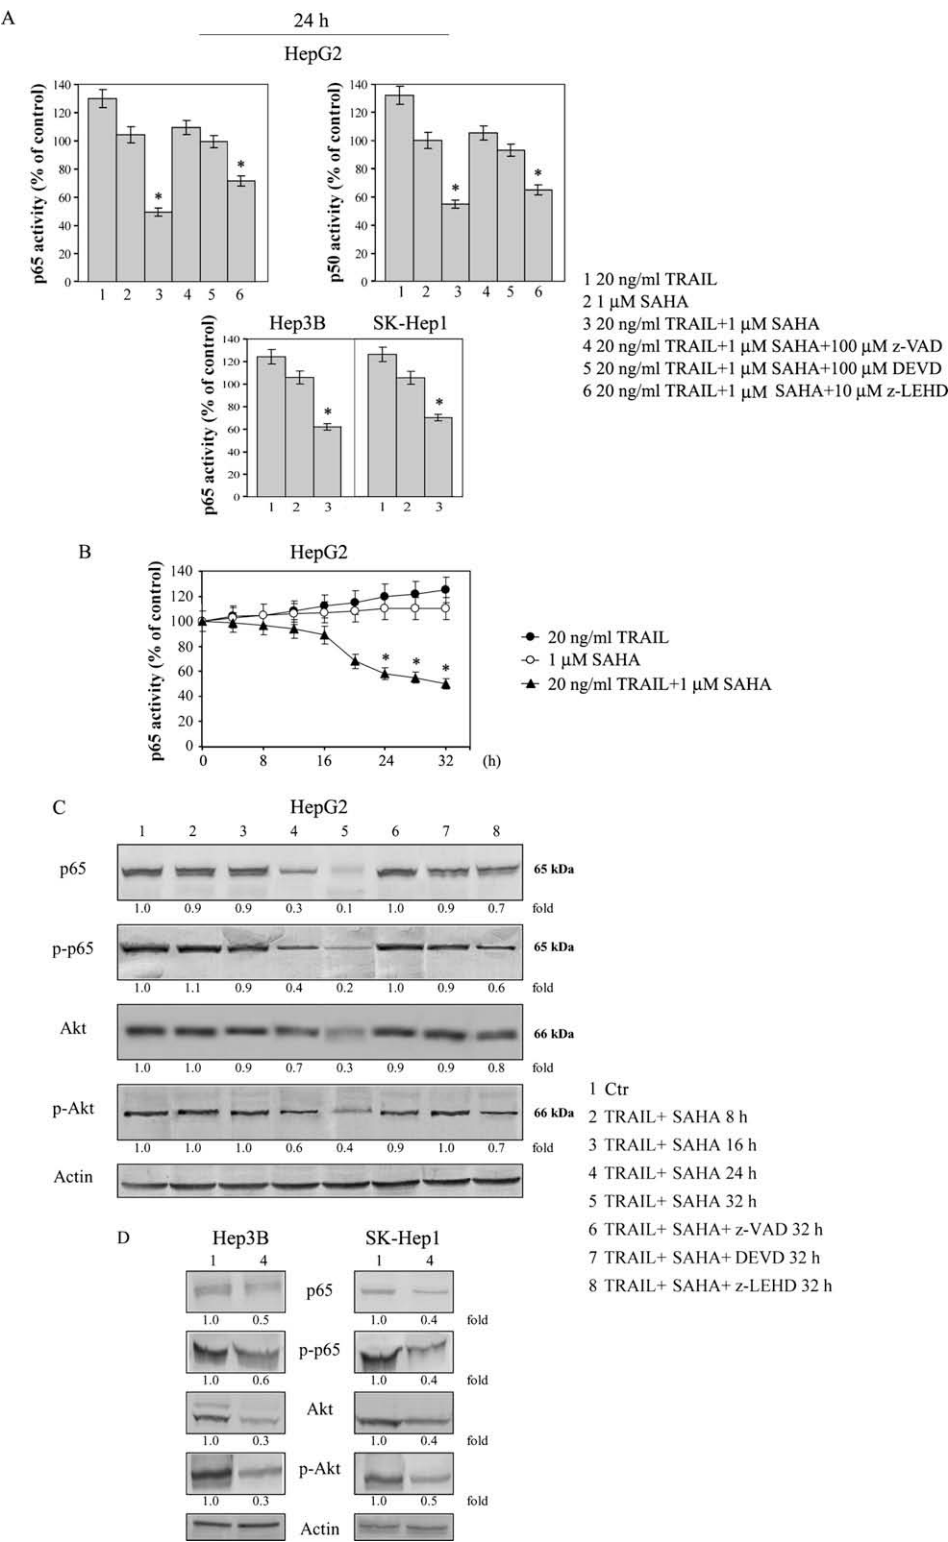 A
24 h
HepG2
p65 activity (% of control)
140
120
100
80
60
40
20
0
* *
1 2 3 4 5 6
p50 activity (% of control)
140
120
100
80
60
40
20
0
* *
1 2 3 4 5 6
1 20 ng/ml TRAIL
2 1 μM SAHA
3 20 ng/ml TRAIL+1 μM SAHA
4 20 ng/ml TRAIL+1 μM SAHA+100 μM z-VAD
5 20 ng/ml TRAIL+1 μM SAHA+100 μM DEVD
6 20 ng/ml TRAIL+1 μM SAHA+10 μM z-LEHD
Hep3B SK-Hep1
p65 activity (% of control)
140
120
100
80
60
40
20
0
* *
1 2 3 1 2 3
B
HepG2
p65 activity (% of control)
140
120
100
80
60
40
20
0
* * *
0 8 16 24 32 (h)
20 ng/ml TRAIL
1 μM SAHA
20 ng/ml TRAIL+1 μM SAHA
C
HepG2
1 2 3 4 5 6 7 8
p65 65 kDa
1.0 0.9 0.9 0.3 0.1 1.0 0.9 0.7 fold
p-p65 65 kDa
1.0 1.1 0.9 0.4 0.2 1.0 0.9 0.6 fold
Akt 66 kDa
1.0 1.0 0.9 0.7 0.3 0.9 0.9 0.8 fold
p-Akt 66 kDa
1.0 1.0 1.0 0.6 0.4 0.9 1.0 0.7 fold
Actin
1 Ctr
2 TRAIL+ SAHA 8 h
3 TRAIL+ SAHA 16 h
4 TRAIL+ SAHA 24 h
5 TRAIL+ SAHA 32 h
6 TRAIL+ SAHA+ z-VAD 32 h
7 TRAIL+ SAHA+ DEVD 32 h
8 TRAIL+ SAHA+ z-LEHD 32 h
D
Hep3B SK-Hep1
1 4 1 4
p65
1.0 0.5 1.0 0.4 fold
p-p65
1.0 0.6 1.0 0.4 fold
Akt
1.0 0.3 1.0 0.4 fold
p-Akt
1.0 0.3 1.0 0.5 fold
Actin